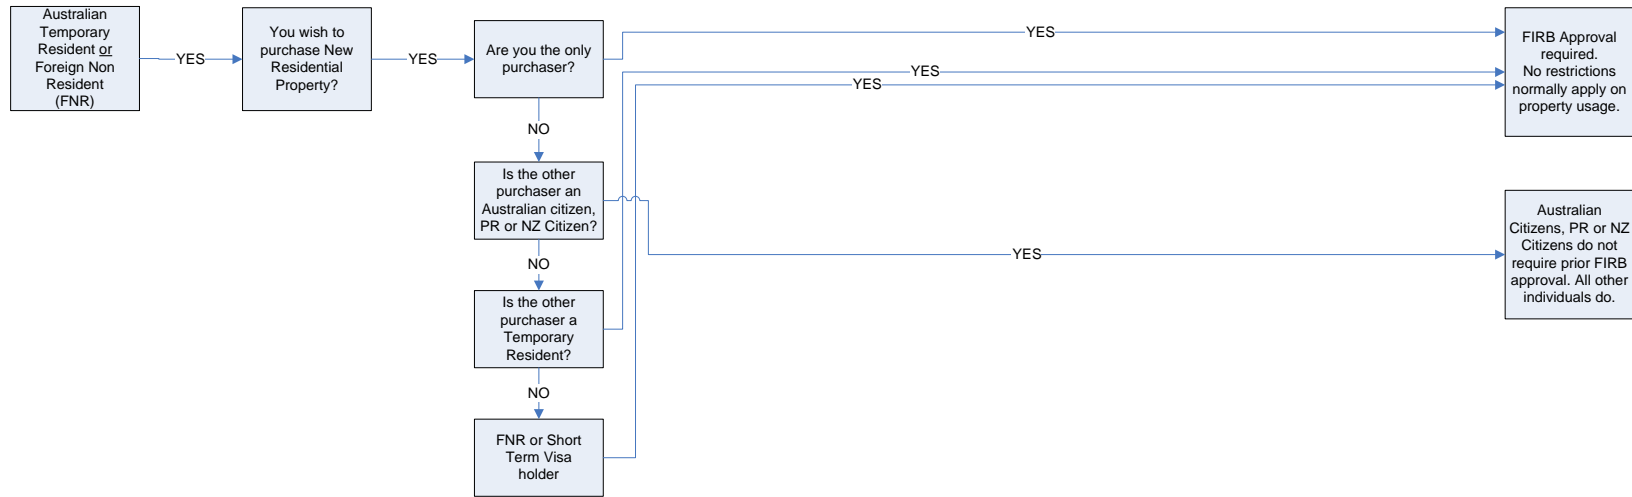 Australian
Temporary
Resident or
Foreign Non
Resident
(FNR)
YES
You wish to
purchase New
Residential
Property?
YES
Are you the only
purchaser?
YES
FIRB Approval
required.
No restrictions
normally apply on
property usage.
YES
YES
NO
Is the other
purchaser an
Australian citizen,
PR or NZ Citizen?
YES
Australian
Citizens, PR or NZ
Citizens do not
require prior FIRB
approval. All other
individuals do.
NO
Is the other
purchaser a
Temporary
Resident?
NO
FNR or Short
Term Visa
holder